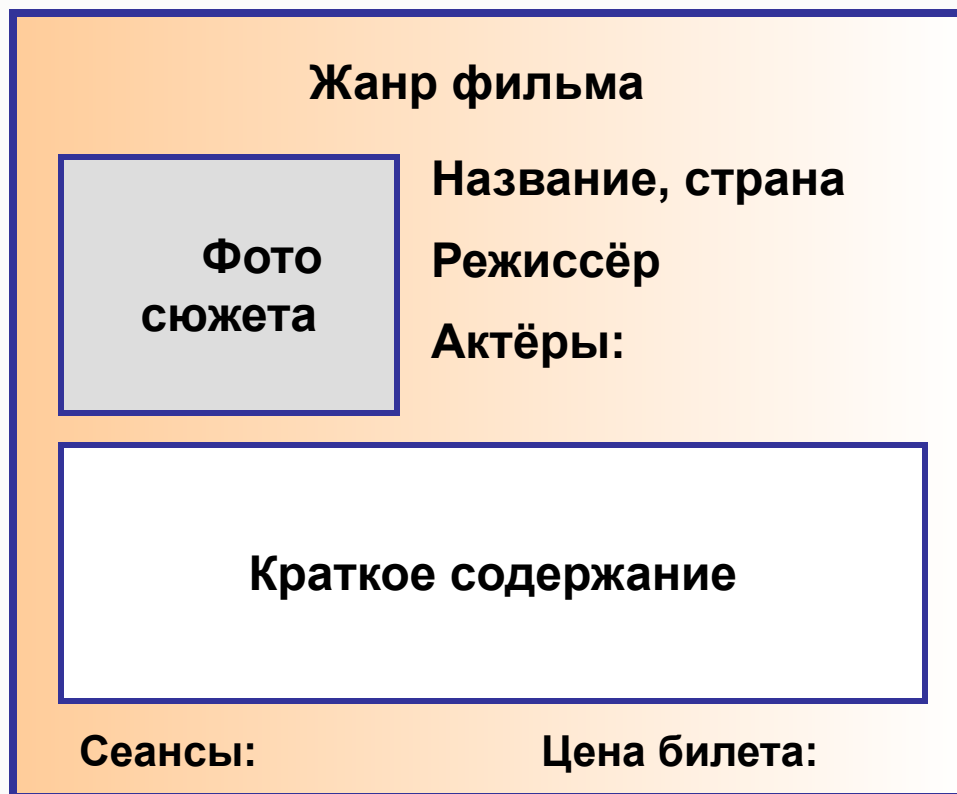 Жанр фильма
Название, страна
Фото
сюжета
Режиссёр
Актёры:
Краткое содержание
Сеансы:
Цена билета: